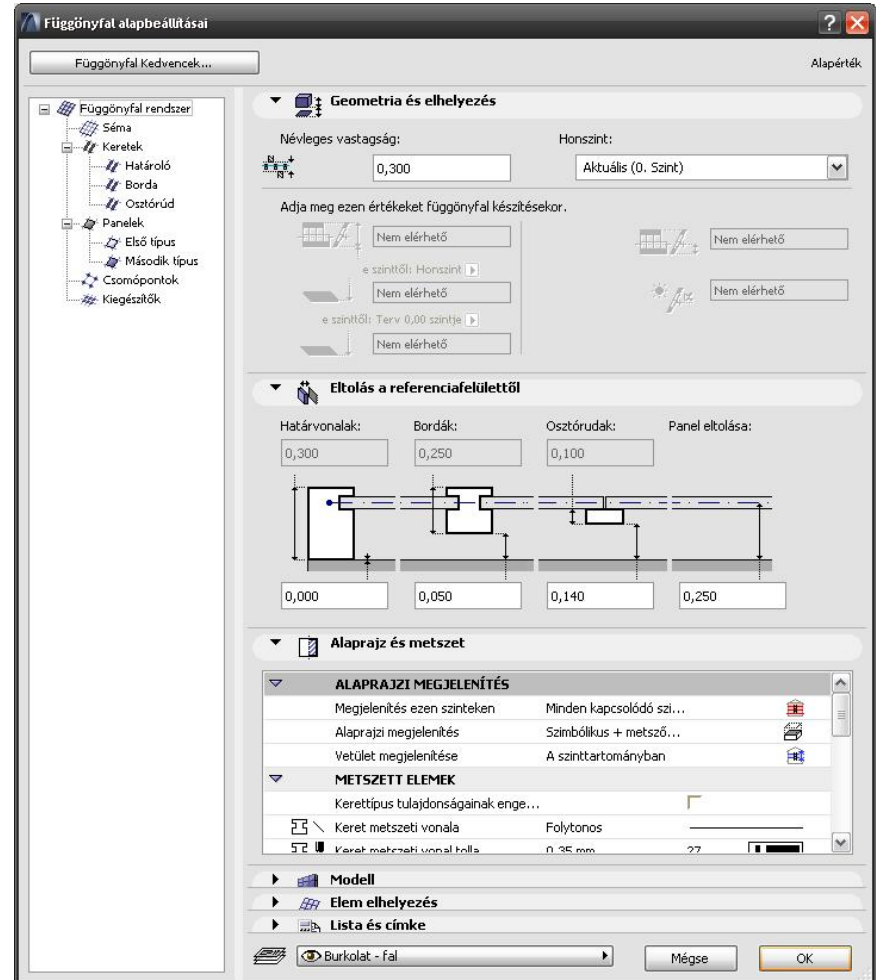 Függönyfal alapbeállításai
Függönyfal Kedvencek...
Alapérték
Függönyfal rendszer
Séma
Keretek
Határoló
Borda
Osztórúd
Panelek
Első típus
Második típus
Csomópontok
Kiegészítők
Geometria és elhelyezés
Névleges vastagság:
Honszint:
0,300
Aktuális (0. Szint)
Adja meg ezen értékeket függönyfal készítésekor.
Nem elérhető
Nem elérhető
e szinttől: Honszint
Nem elérhető
Nem elérhető
e szinttől: Terv 0,00 szintje
Nem elérhető
Eltolás a referenciafelülettől
Határvonalak: Bordák: Osztórudak: Panel eltolása:
0,300 0,250 0,100
0,000 0,050 0,140 0,250
Alaprajz és metszet
ALAPRAJZI MEGJELENÍTÉS
Megjelenítés ezen szinteken Minden kapcsolódó szi...
Alaprajzi megjelenítés Szimbólikus + metsző...
Vetület megjelenítése A szinttartományban
METSZETT ELEMEK
Kerettípus tulajdonságainak enge...
Keret metszeti vonala Folytonos
Keret metszeti vonal tolla 0.35 mm 27
Modell
Elem elhelyezés
Lista és címke
Burkolat - fal
Mégse
OK